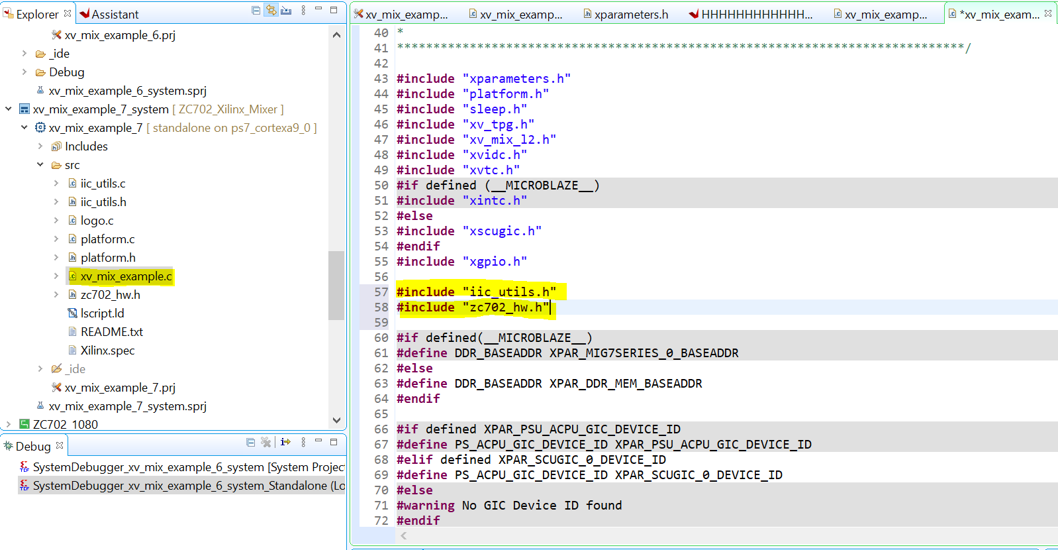 Explorer
Assistant
xv_mix_example_6.prj
_ide
Debug
xv_mix_example_6_system.sprj
xv_mix_example_7_system [ ZC702_Xilinx_Mixer ]
xv_mix_example_7 [ standalone on ps7_cortexa9_0 ]
Includes
src
iic_utils.c
iic_utils.h
logo.c
platform.c
platform.h
xv_mix_example.c
zc702_hw.h
lscript.ld
README.txt
Xilinx.spec
_ide
xv_mix_example_7.prj
xv_mix_example_7_system.sprj
ZC702_1080
Debug
SystemDebugger_xv_mix_example_6_system [System Project
SystemDebugger_xv_mix_example_6_system_Standalone (Lo
xv_mix_examp...
xv_mix_examp...
xparameters.h
HHHHHHHHHHHH...
xv_mix_examp...
*xv_mix_exam...
40 *
41 ******************************************************************************/
42
43 #include "xparameters.h"
44 #include "platform.h"
45 #include "sleep.h"
46 #include "xv_tpg.h"
47 #include "xv_mix_l2.h"
48 #include "xvidc.h"
49 #include "xvtc.h"
50 #if defined (__MICROBLAZE__)
51 #include "xintc.h"
52 #else
53 #include "xscugic.h"
54 #endif
55 #include "xgpio.h"
56
57 #include "iic_utils.h"
58 #include "zc702_hw.h"
59
60 #if defined(__MICROBLAZE__)
61 #define DDR_BASEADDR XPAR_MIG7SERIES_0_BASEADDR
62 #else
63 #define DDR_BASEADDR XPAR_DDR_MEM_BASEADDR
64 #endif
65
66 #if defined XPAR_PSU_ACPU_GIC_DEVICE_ID
67 #define PS_ACPU_GIC_DEVICE_ID XPAR_PSU_ACPU_GIC_DEVICE_ID
68 #elif defined XPAR_SCUGIC_0_DEVICE_ID
69 #define PS_ACPU_GIC_DEVICE_ID XPAR_SCUGIC_0_DEVICE_ID
70 #else
71 #warning No GIC Device ID found
72 #endif